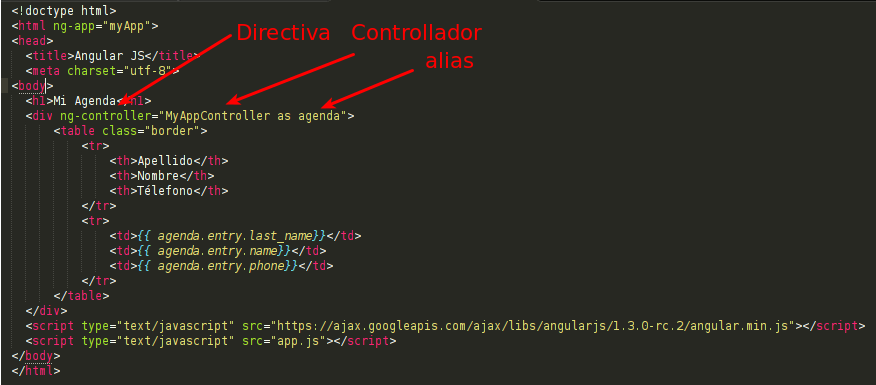 <!doctype html>
<html ng-app="myApp">
<head>
Directiva Controllador
<title>Angular JS</title>
alias
<meta charset="utf-8">
<body>
<h1>Mi Agenda</h1>
<div ng-controller="MyAppController as agenda">
<table class="border">
<tr>
<th>Apellido</th>
<th>Nombre</th>
<th>Télefono</th>
</tr>
<tr>
<td>{{ agenda.entry.last_name}}</td>
<td>{{ agenda.entry.name}}</td>
<td>{{ agenda.entry.phone}}</td>
</tr>
</table>
</div>
<script type="text/javascript" src="https://ajax.googleapis.com/ajax/libs/angularjs/1.3.0-rc.2/angular.min.js"></script>
<script type="text/javascript" src="app.js"></script>
</body>
</html>